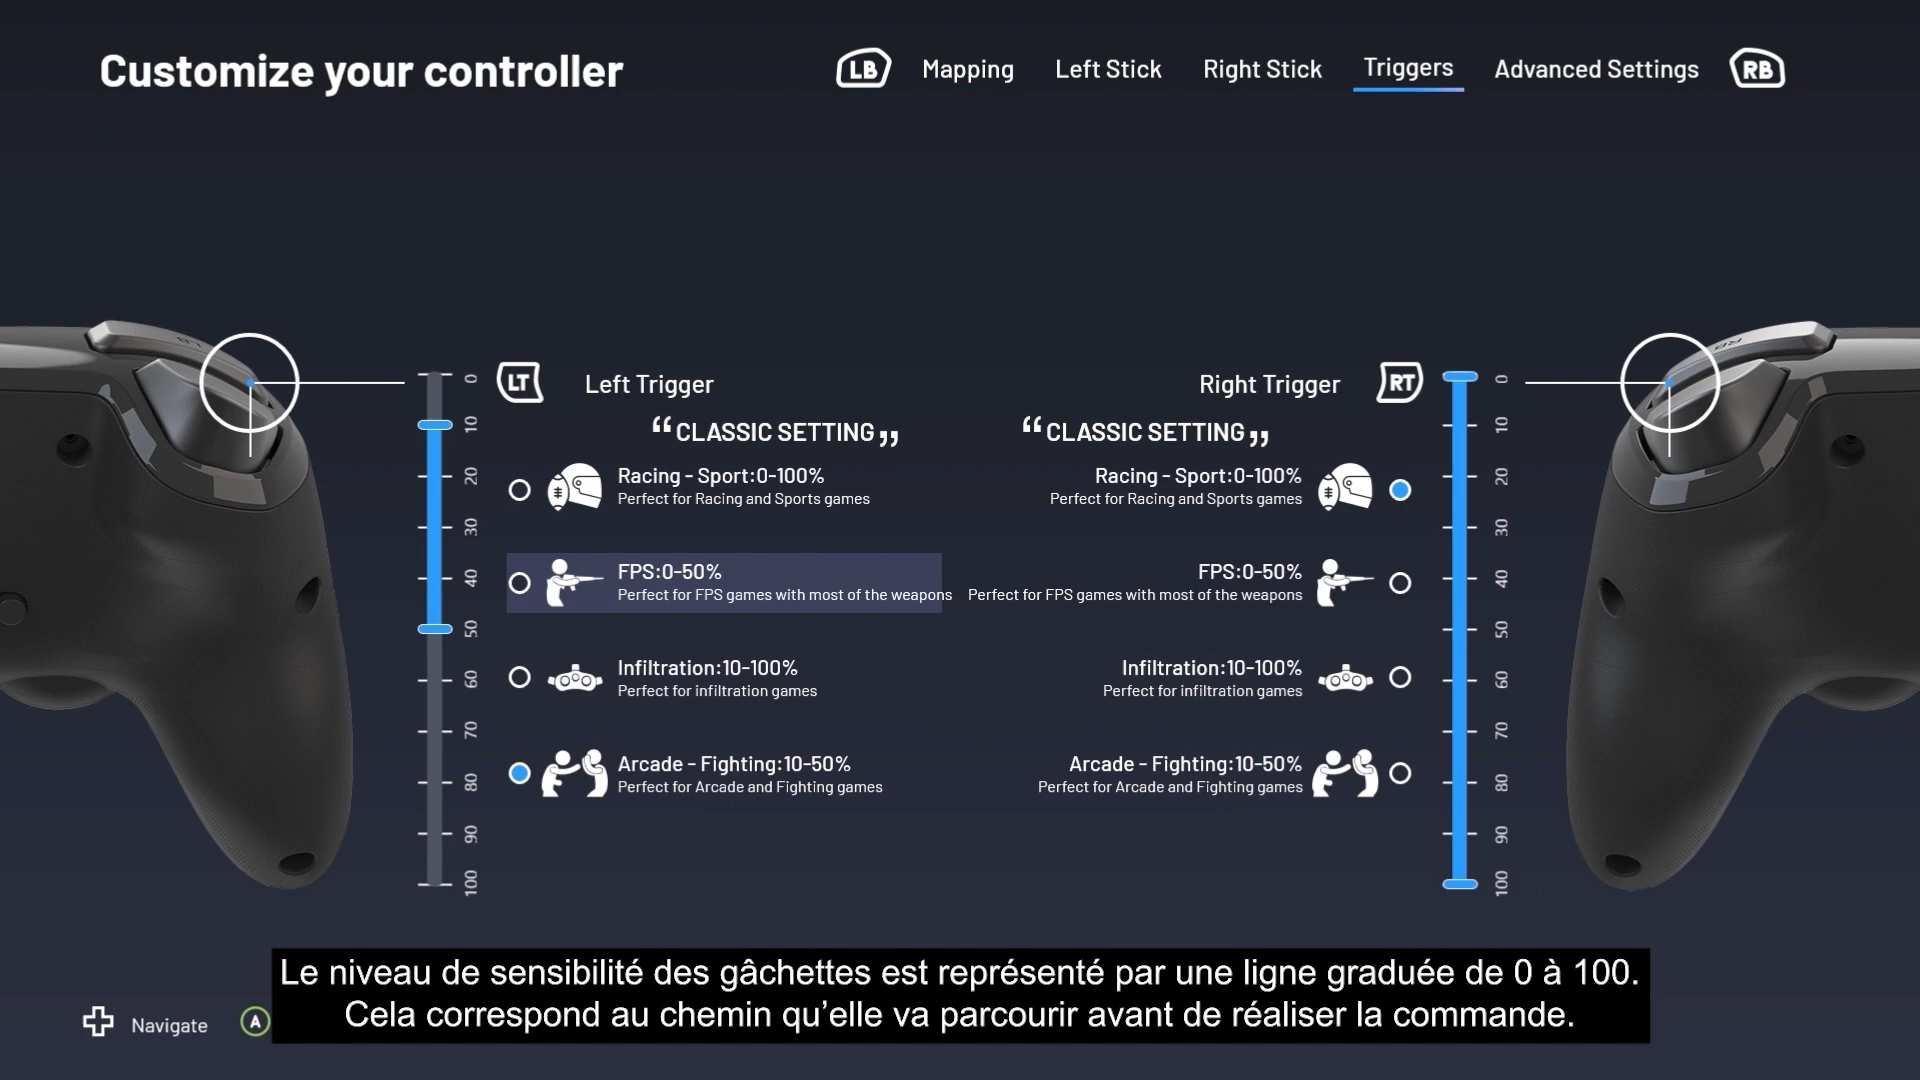 Customize your controller
LB Mapping Left Stick Right Stick Triggers Advanced Settings RB
LT Left Trigger
“CLASSIC SETTING„
Racing - Sport:0-100%
Perfect for Racing and Sports games
FPS:0-50%
Perfect for FPS games with most of the weapons
Infiltration:10-100%
Perfect for infiltration games
Arcade - Fighting:10-50%
Perfect for Arcade and Fighting games
0
10
20
30
40
50
60
70
80
90
100
Right Trigger RT
“CLASSIC SETTING„
Racing - Sport:0-100%
Perfect for Racing and Sports games
FPS:0-50%
Perfect for FPS games with most of the weapons
Infiltration:10-100%
Perfect for infiltration games
Arcade - Fighting:10-50%
Perfect for Arcade and Fighting games
0
10
20
30
40
50
60
70
80
90
100
LB
RB
Navigate A
Le niveau de sensibilité des gâchettes est représenté par une ligne graduée de 0 à 100.
Cela correspond au chemin qu’elle va parcourir avant de réaliser la commande.